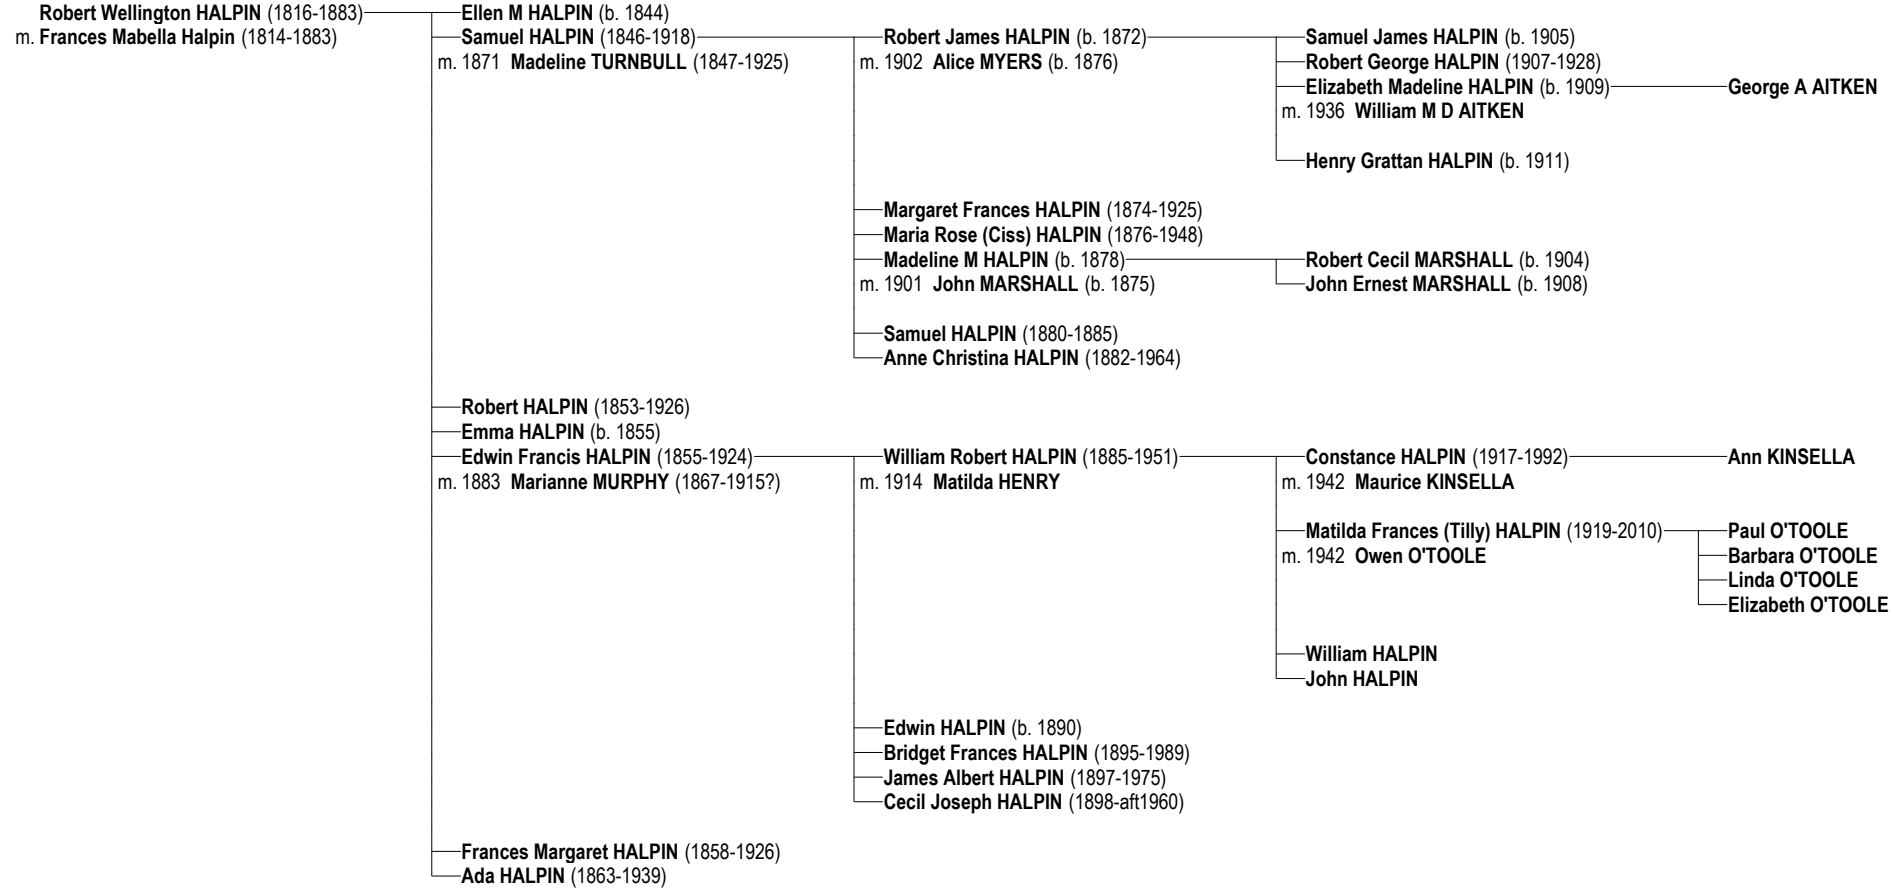 Robert Wellington HALPIN (1816-1883) Ellen M HALPIN (b. 1844)
m. Frances Mabella Halpin (1814-1883) Samuel HALPIN (1846-1918) Robert James HALPIN (b. 1872) Samuel James HALPIN (b. 1905)
m. 1871 Madeline TURNBULL (1847-1925) m. 1902 Alice MYERS (b. 1876) Robert George HALPIN (1907-1928)
Elizabeth Madeline HALPIN (b. 1909) George A AITKEN
m. 1936 William M D AITKEN
Henry Grattan HALPIN (b. 1911)
Margaret Frances HALPIN (1874-1925)
Maria Rose (Ciss) HALPIN (1876-1948)
Madeline M HALPIN (b. 1878) Robert Cecil MARSHALL (b. 1904)
m. 1901 John MARSHALL (b. 1875) John Ernest MARSHALL (b. 1908)
Samuel HALPIN (1880-1885)
Anne Christina HALPIN (1882-1964)
Robert HALPIN (1853-1926)
Emma HALPIN (b. 1855)
Edwin Francis HALPIN (1855-1924) William Robert HALPIN (1885-1951) Constance HALPIN (1917-1992) Ann KINSELLA
m. 1883 Marianne MURPHY (1867-1915?) m. 1914 Matilda HENRY m. 1942 Maurice KINSELLA
Matilda Frances (Tilly) HALPIN (1919-2010) Paul O'TOOLE
m. 1942 Owen O'TOOLE Barbara O'TOOLE
Linda O'TOOLE
Elizabeth O'TOOLE
William HALPIN
John HALPIN
Edwin HALPIN (b. 1890)
Bridget Frances HALPIN (1895-1989)
James Albert HALPIN (1897-1975)
Cecil Joseph HALPIN (1898-aft1960)
Frances Margaret HALPIN (1858-1926)
Ada HALPIN (1863-1939)